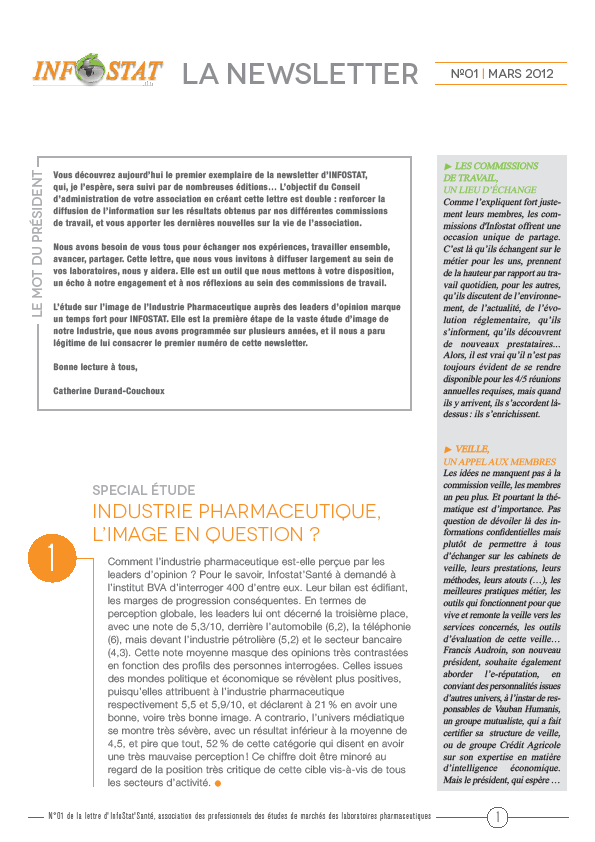 INFOSTAT
LA NEWSLETTER
Nº01 | MARS 2012
LE MOT DU PRÉSIDENT
Vous découvrez aujourd'hui le premier exemplaire de la newsletter d'INFOSTAT,
qui, je l'espère, sera suivi par de nombreuses éditions… L'objectif du Conseil
d'administration de votre association en créant cette lettre est double : renforcer la
diffusion de l'information sur les résultats obtenus par nos différentes commissions
de travail, et vous apporter les dernières nouvelles sur la vie de l'association.
Nous avons besoin de vous tous pour échanger nos expériences, travailler ensemble,
avancer, partager. Cette lettre, que nous vous invitons à diffuser largement au sein de
vos laboratoires, nous y aidera. Elle est un outil que nous mettons à votre disposition,
un écho à notre engagement et à nos réflexions au sein des commissions de travail.
L'étude sur l'image de l'Industrie Pharmaceutique auprès des leaders d'opinion marque
un temps fort pour INFOSTAT. Elle est la première étape de la vaste étude d'image de
notre Industrie, que nous avons programmée sur plusieurs années, et il nous a paru
légitime de lui consacrer le premier numéro de cette newsletter.
Bonne lecture à tous,
Catherine Durand-Couchoux
SPECIAL ÉTUDE
INDUSTRIE PHARMACEUTIQUE,
L'IMAGE EN QUESTION ?
1
Comment l'industrie pharmaceutique est-elle perçue par les
leaders d'opinion ? Pour le savoir, Infostat'Santé à demandé à
l'institut BVA d'interroger 400 d'entre eux. Leur bilan est édifiant,
les marges de progression conséquentes. En termes de
perception globale, les leaders lui ont décerné la troisième place,
avec une note de 5,3/10, derrière l'automobile (6,2), la téléphonie
(6), mais devant l'industrie pétrolière (5,2) et le secteur bancaire
(4,3). Cette note moyenne masque des opinions très contrastées
en fonction des profils des personnes interrogées. Celles issues
des mondes politique et économique se révèlent plus positives,
puisqu'elles attribuent à l'industrie pharmaceutique
respectivement 5,5 et 5,9/10, et déclarent à 21 % en avoir une
bonne, voire très bonne image. A contrario, l'univers médiatique
se montre très sévère, avec un résultat inférieur à la moyenne de
4,5, et pire que tout, 52 % de cette catégorie qui disent en avoir
une très mauvaise perception ! Ce chiffre doit être minoré au
regard de la position très critique de cette cible vis-à-vis de tous
les secteurs d'activité.
▶ LES COMMISSIONS
DE TRAVAIL,
UN LIEU D'ÉCHANGE
Comme l'expliquent fort juste-
ment leurs membres, les com-
missions d'Infostat offrent une
occasion unique de partage.
C'est là qu'ils échangent sur le
métier pour les uns, prennent
de la hauteur par rapport au tra-
vail quotidien, pour les autres,
qu'ils discutent de l'environne-
ment, de l'actualité, de l'évo-
lution réglementaire, qu'ils
s'informent, qu'ils découvrent
de nouveaux prestataires...
Alors, il est vrai qu'il n'est pas
toujours évident de se rendre
disponible pour les 4/5 réunions
annuelles requises, mais quand
ils y arrivent, ils s'accordent là-
dessus : ils s'enrichissent.
▶ VEILLE,
UN APPEL AUX MEMBRES
Les idées ne manquent pas à la
commission veille, les membres
un peu plus. Et pourtant la thé-
matique est d'importance. Pas
question de dévoiler là des in-
formations confidentielles mais
plutôt de permettre à tous
d'échanger sur les cabinets de
veille, leurs prestations, leurs
méthodes, leurs atouts (…), les
meilleures pratiques métier, les
outils qui fonctionnent pour que
vive et remonte la veille vers les
services concernés, les outils
d'évaluation de cette veille…
Francis Audroin, son nouveau
président, souhaite également
aborder l'e-réputation, en
conviant des personnalités issues
d'autres univers, à l'instar de res-
ponsables de Vauban Humanis,
un groupe mutualiste, qui a fait
certifier sa structure de veille,
ou de groupe Crédit Agricole
sur son expertise en matière
d'intelligence économique.
Mais le président, qui espère …
N°01 de la lettre d'InfoStat'Santé, association des professionnels des études de marchés des laboratoires pharmaceutiques
1